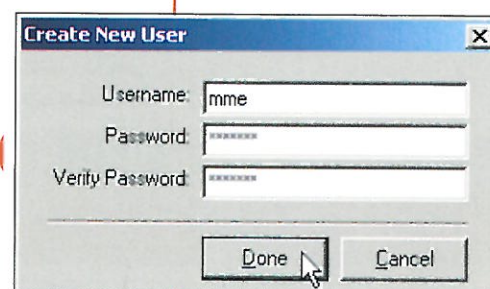 Create New User
Username: mme
Password: *******
Verify Password: *******
Done Cancel